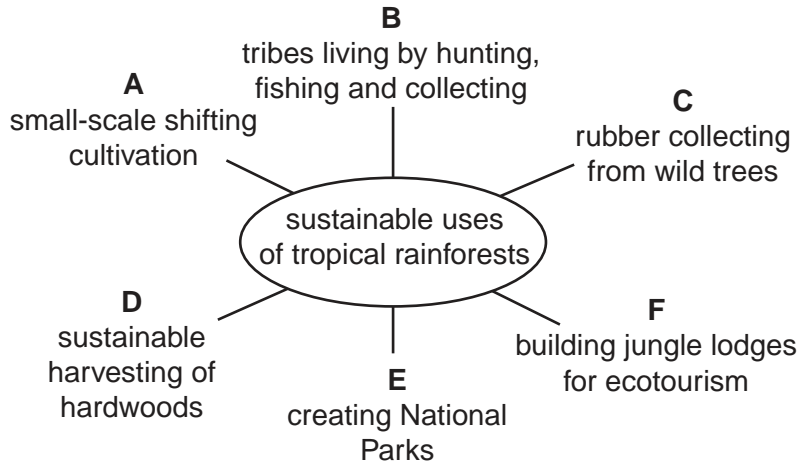 B
tribes living by hunting,
fishing and collecting
A
small-scale shifting
cultivation
C
rubber collecting
from wild trees
sustainable uses
of tropical rainforests
D
sustainable
harvesting of
hardwoods
E
creating National
Parks
F
building jungle lodges
for ecotourism